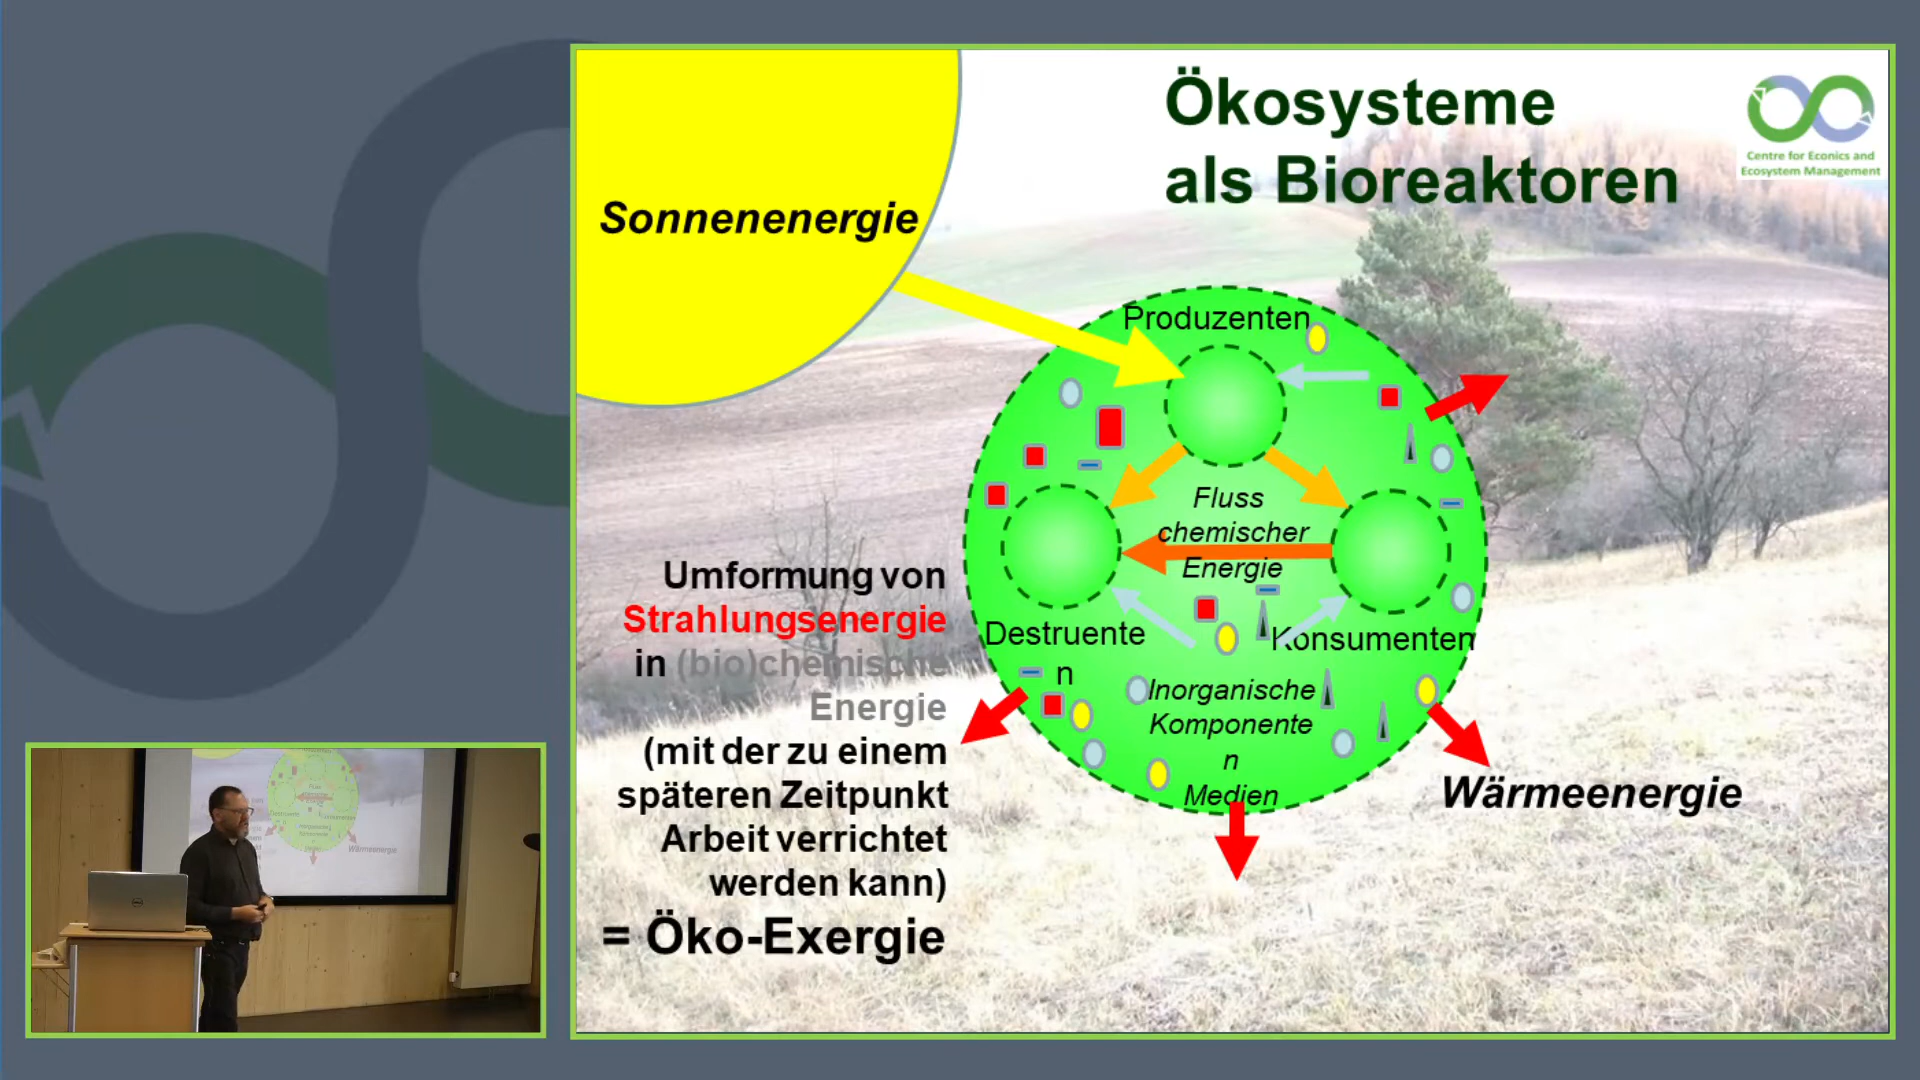 Ökosysteme
als Bioreaktoren
Centre for Econics and
Ecosystem Management
Sonnenenergie
Produzenten
Fluss
chemischer
Energie
Destruente
n
Konsumenten
Inorganische
Komponente
n
Medien
Wärmeenergie
Umformung von
Strahlungsenergie
in (bio)chemische
Energie
(mit der zu einem
späteren Zeitpunkt
Arbeit verrichtet
werden kann)
= Öko-Exergie